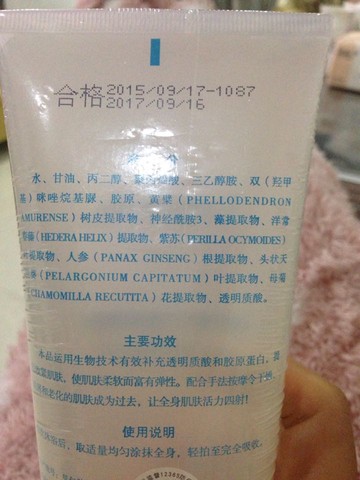 合格 2015/09/17-1087
2017/09/16
水、甘油、丙二醇、三乙醇胺、双（羟甲
基）咪唑烷基脲、胶原、黄檗（PHELLODENDRON
AMURENSE）树皮提取物、神经酰胺3、藻提取物、洋常
春藤（HEDERA HELIX）提取物、紫苏（PERILLA OCYMOIDES）
提取物、人参（PANAX GINSENG）根提取物、头状天
竺葵（PELARGONIUM CAPITATUM）叶提取物、母菊
（CHAMOMILLA RECUTITA）花提取物、透明质酸。
主要功效
本品运用生物技术有效补充透明质酸和胶原蛋白，
肌肤，使肌肤柔软而富有弹性。配合手法按摩令干燥、
和老化的肌肤成为过去，让全身肌肤活力四射！
使用说明
取适量均匀涂抹全身，轻拍至完全吸收。
12365